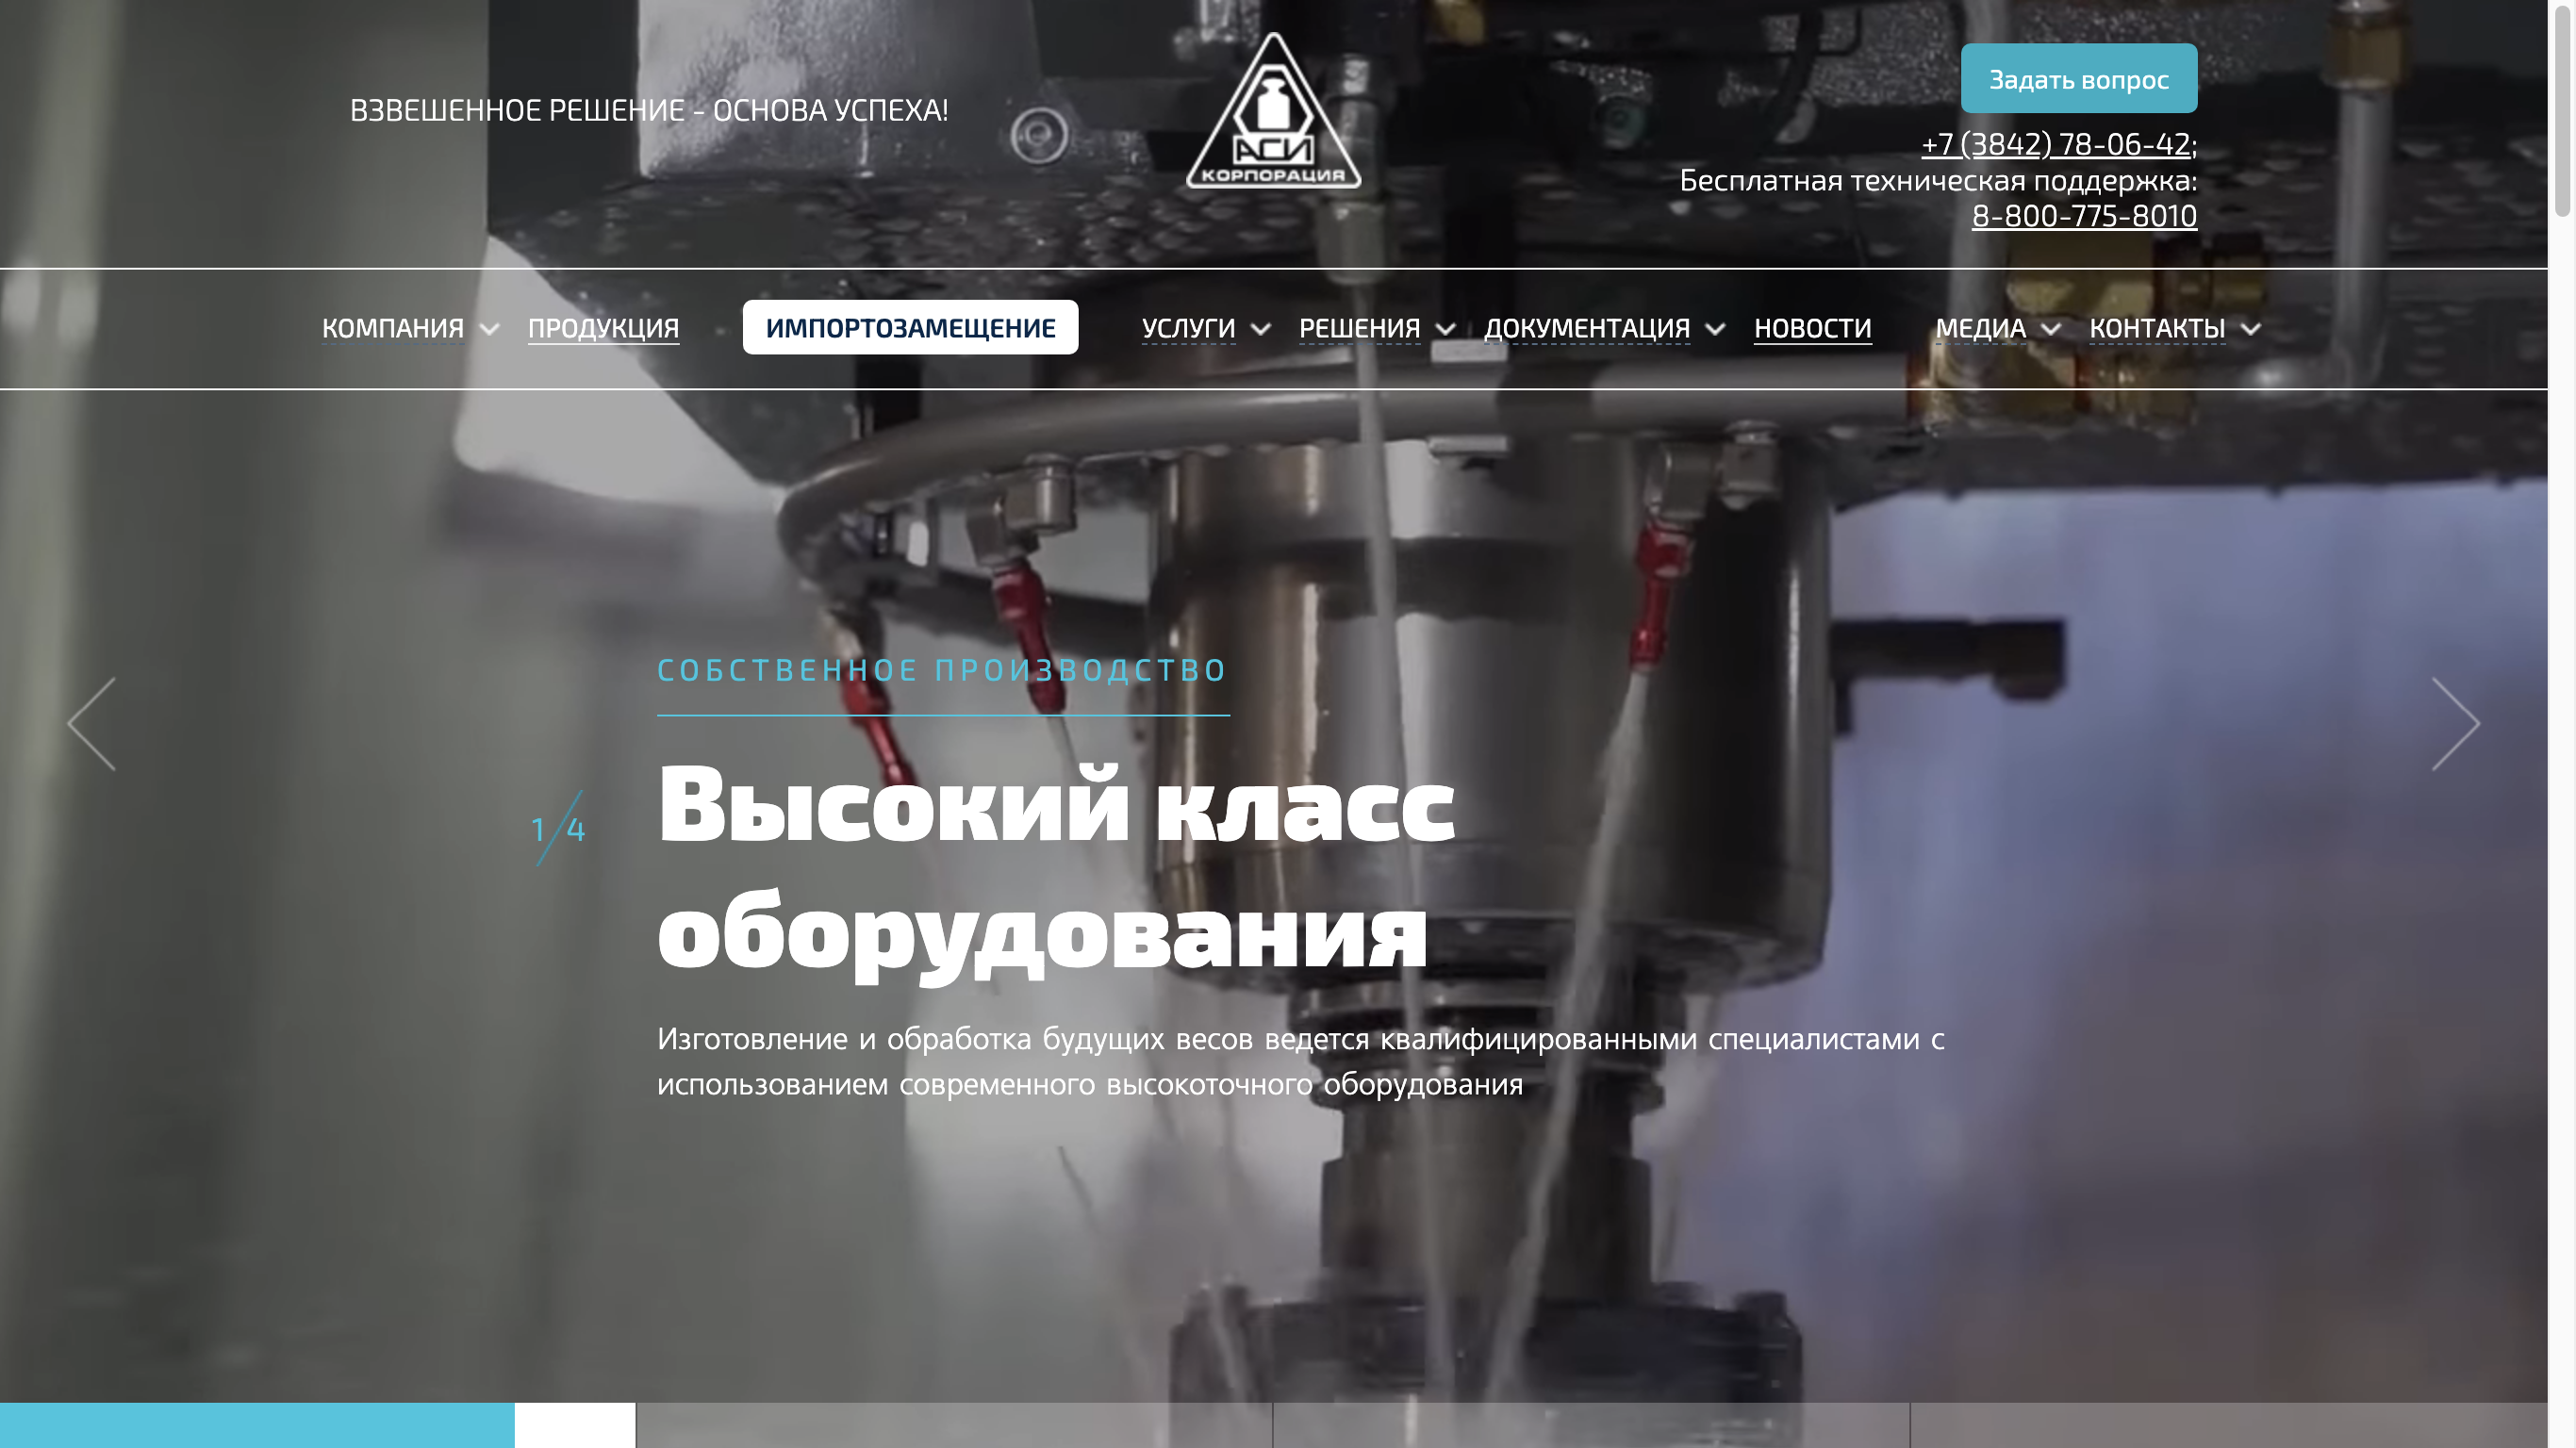 ВЗВЕШЕННОЕ РЕШЕНИЕ - ОСНОВА УСПЕХА!
АСИ
КОРПОРАЦИЯ
Задать вопрос
+7 (3842) 78-06-42;
Бесплатная техническая поддержка:
8-800-775-8010
КОМПАНИЯ ПРОДУКЦИЯ ИМПОРТОЗАМЕЩЕНИЕ УСЛУГИ РЕШЕНИЯ ДОКУМЕНТАЦИЯ НОВОСТИ МЕДИА КОНТАКТЫ
СОБСТВЕННОЕ ПРОИЗВОДСТВО
1/4
Высокий класс
оборудования
Изготовление и обработка будущих весов ведется квалифицированными специалистами с
использованием современного высокоточного оборудования